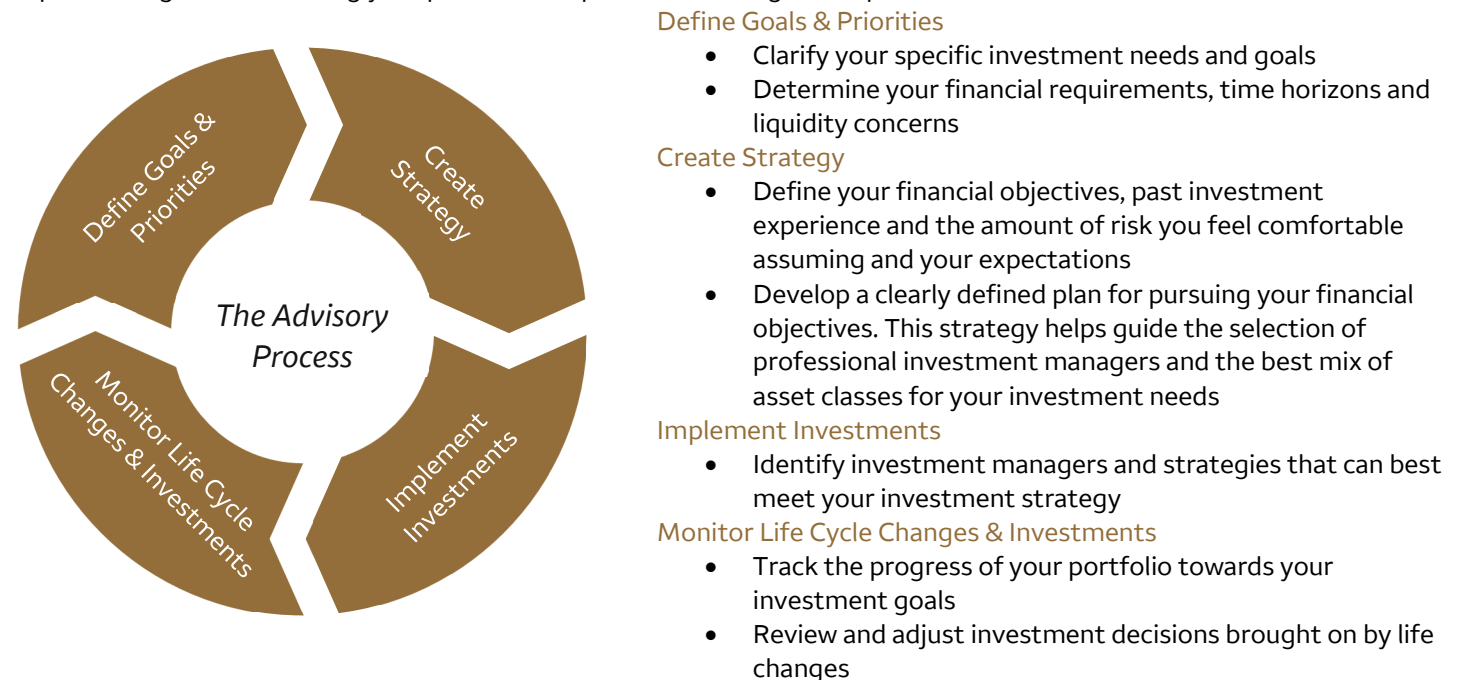 Define Goals & Priorities
• Clarify your specific investment needs and goals
• Determine your financial requirements, time horizons and
liquidity concerns
Create Strategy
• Define your financial objectives, past investment
experience and the amount of risk you feel comfortable
assuming and your expectations
• Develop a clearly defined plan for pursuing your financial
objectives. This strategy helps guide the selection of
professional investment managers and the best mix of
asset classes for your investment needs
Implement Investments
• Identify investment managers and strategies that can best
meet your investment strategy
Monitor Life Cycle Changes & Investments
• Track the progress of your portfolio towards your
investment goals
• Review and adjust investment decisions brought on by life
changes
Define Goals &
Priorities
Create
Strategy
The Advisory
Process
Monitor Life Cycle
Changes & Investments
Implement
Investments